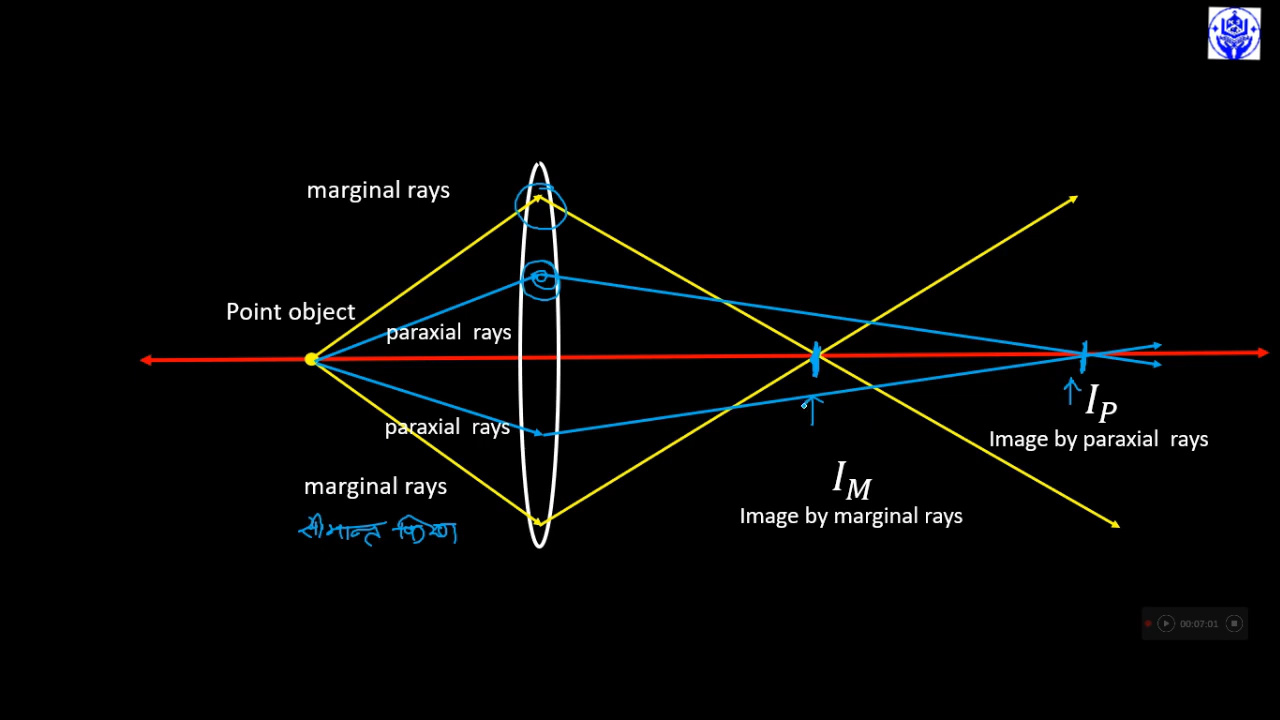 marginal rays
Point object
paraxial rays
paraxial rays
I_P
Image by paraxial rays
I_M
marginal rays
Image by marginal rays
सीमान्त किरण
00:07:01